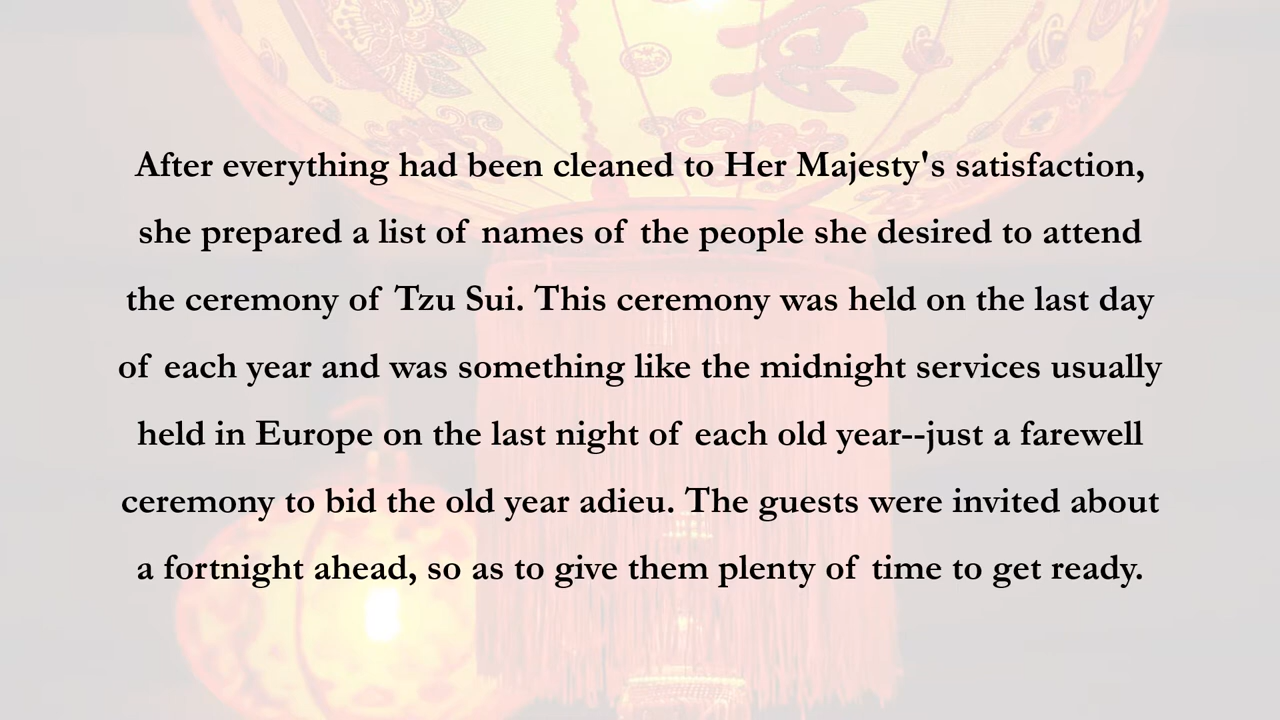 After everything had been cleaned to Her Majesty's satisfaction,
she prepared a list of names of the people she desired to attend
the ceremony of Tzu Sui. This ceremony was held on the last day
of each year and was something like the midnight services usually
held in Europe on the last night of each old year--just a farewell
ceremony to bid the old year adieu. The guests were invited about
a fortnight ahead, so as to give them plenty of time to get ready.